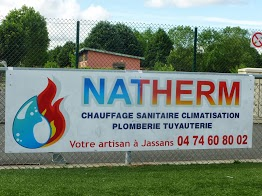 NATHERM
CHAUFFAGE SANITAIRE CLIMATISATION
PLOMBERIE TUYAUTERIE
Votre artisan à Jassans 04 74 60 80 02